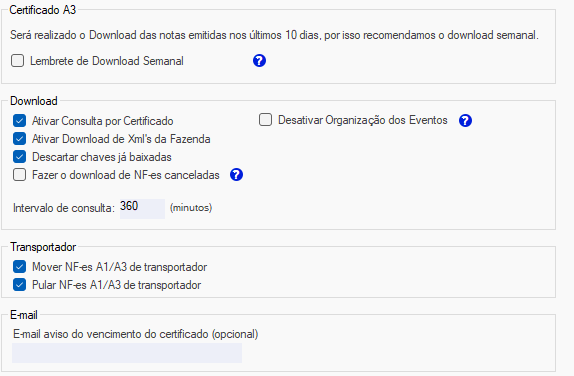 Certificado A3
Será realizado o Download das notas emitidas nos últimos 10 dias, por isso recomendamos o download semanal.
Lembrete de Download Semanal ?
Download
Ativar Consulta por Certificado Desativar Organização dos Eventos ?
Ativar Download de Xml's da Fazenda
Descartar chaves já baixadas
Fazer o download de NF-es canceladas ?
Intervalo de consulta: 360 (minutos)
Transportador
Mover NF-es A1/A3 de transportador
Pular NF-es A1/A3 de transportador
E-mail
E-mail aviso do vencimento do certificado (opcional)